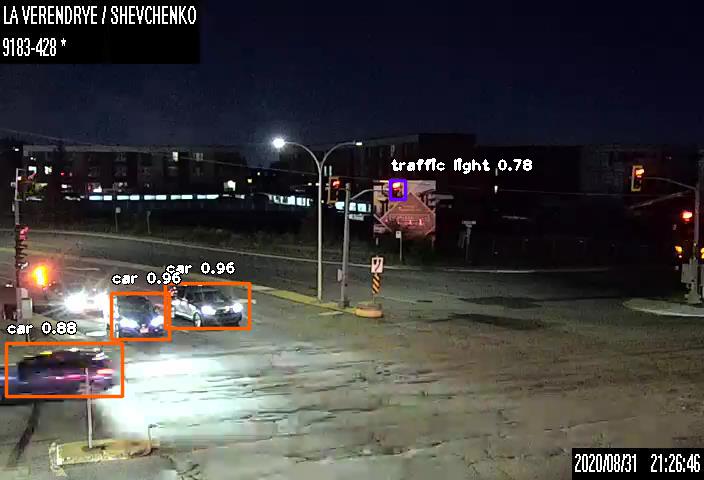 LA VERENDRYE / SHEVCHENKO
9183-428 *
traffic light 0.78
car 0.96
car 0.96
car 0.88
2020/08/31 21:26:46